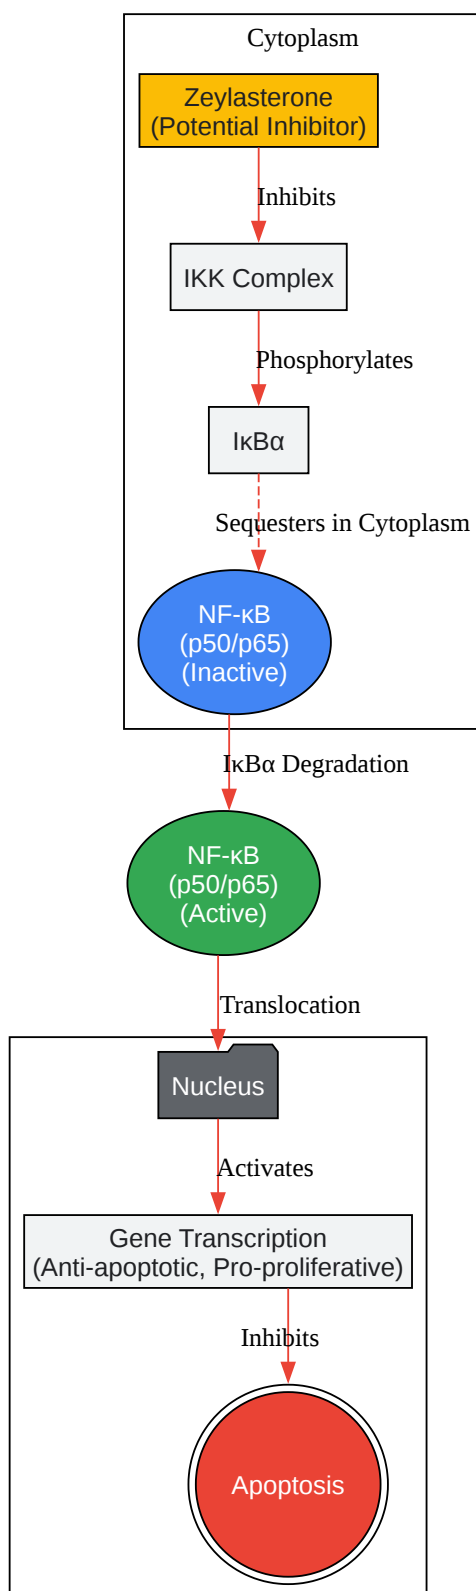 Cytoplasm
Zeylasterone
(Potential Inhibitor)
Inhibits
IKK Complex
Phosphorylates
IκBα
Sequesters in Cytoplasm
NF-κB
(p50/p65)
(Inactive)
IκBα Degradation
NF-κB
(p50/p65)
(Active)
Translocation
Nucleus
Activates
Gene Transcription
(Anti-apoptotic, Pro-proliferative)
Inhibits
Apoptosis